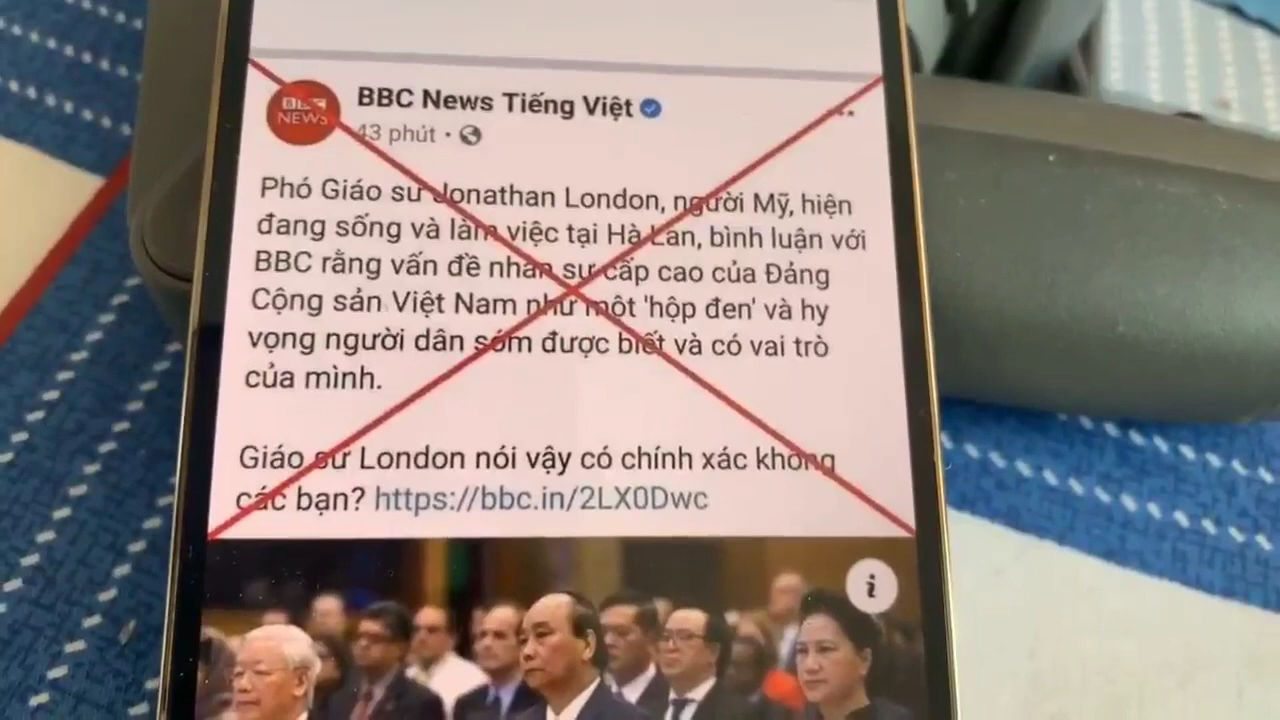 BBC
NEWS
BBC News Tiếng Việt
43 phút ·
Phó Giáo sư Jonathan London, người Mỹ, hiện
đang sống và làm việc tại Hà Lan, bình luận với
BBC rằng vấn đề nhân sự cấp cao của Đảng
Cộng sản Việt Nam như một 'hộp đen' và hy
vọng người dân sớm được biết và có vai trò
của mình.
Giáo sư London nói vậy có chính xác không
các bạn? https://bbc.in/2LX0Dwc
i